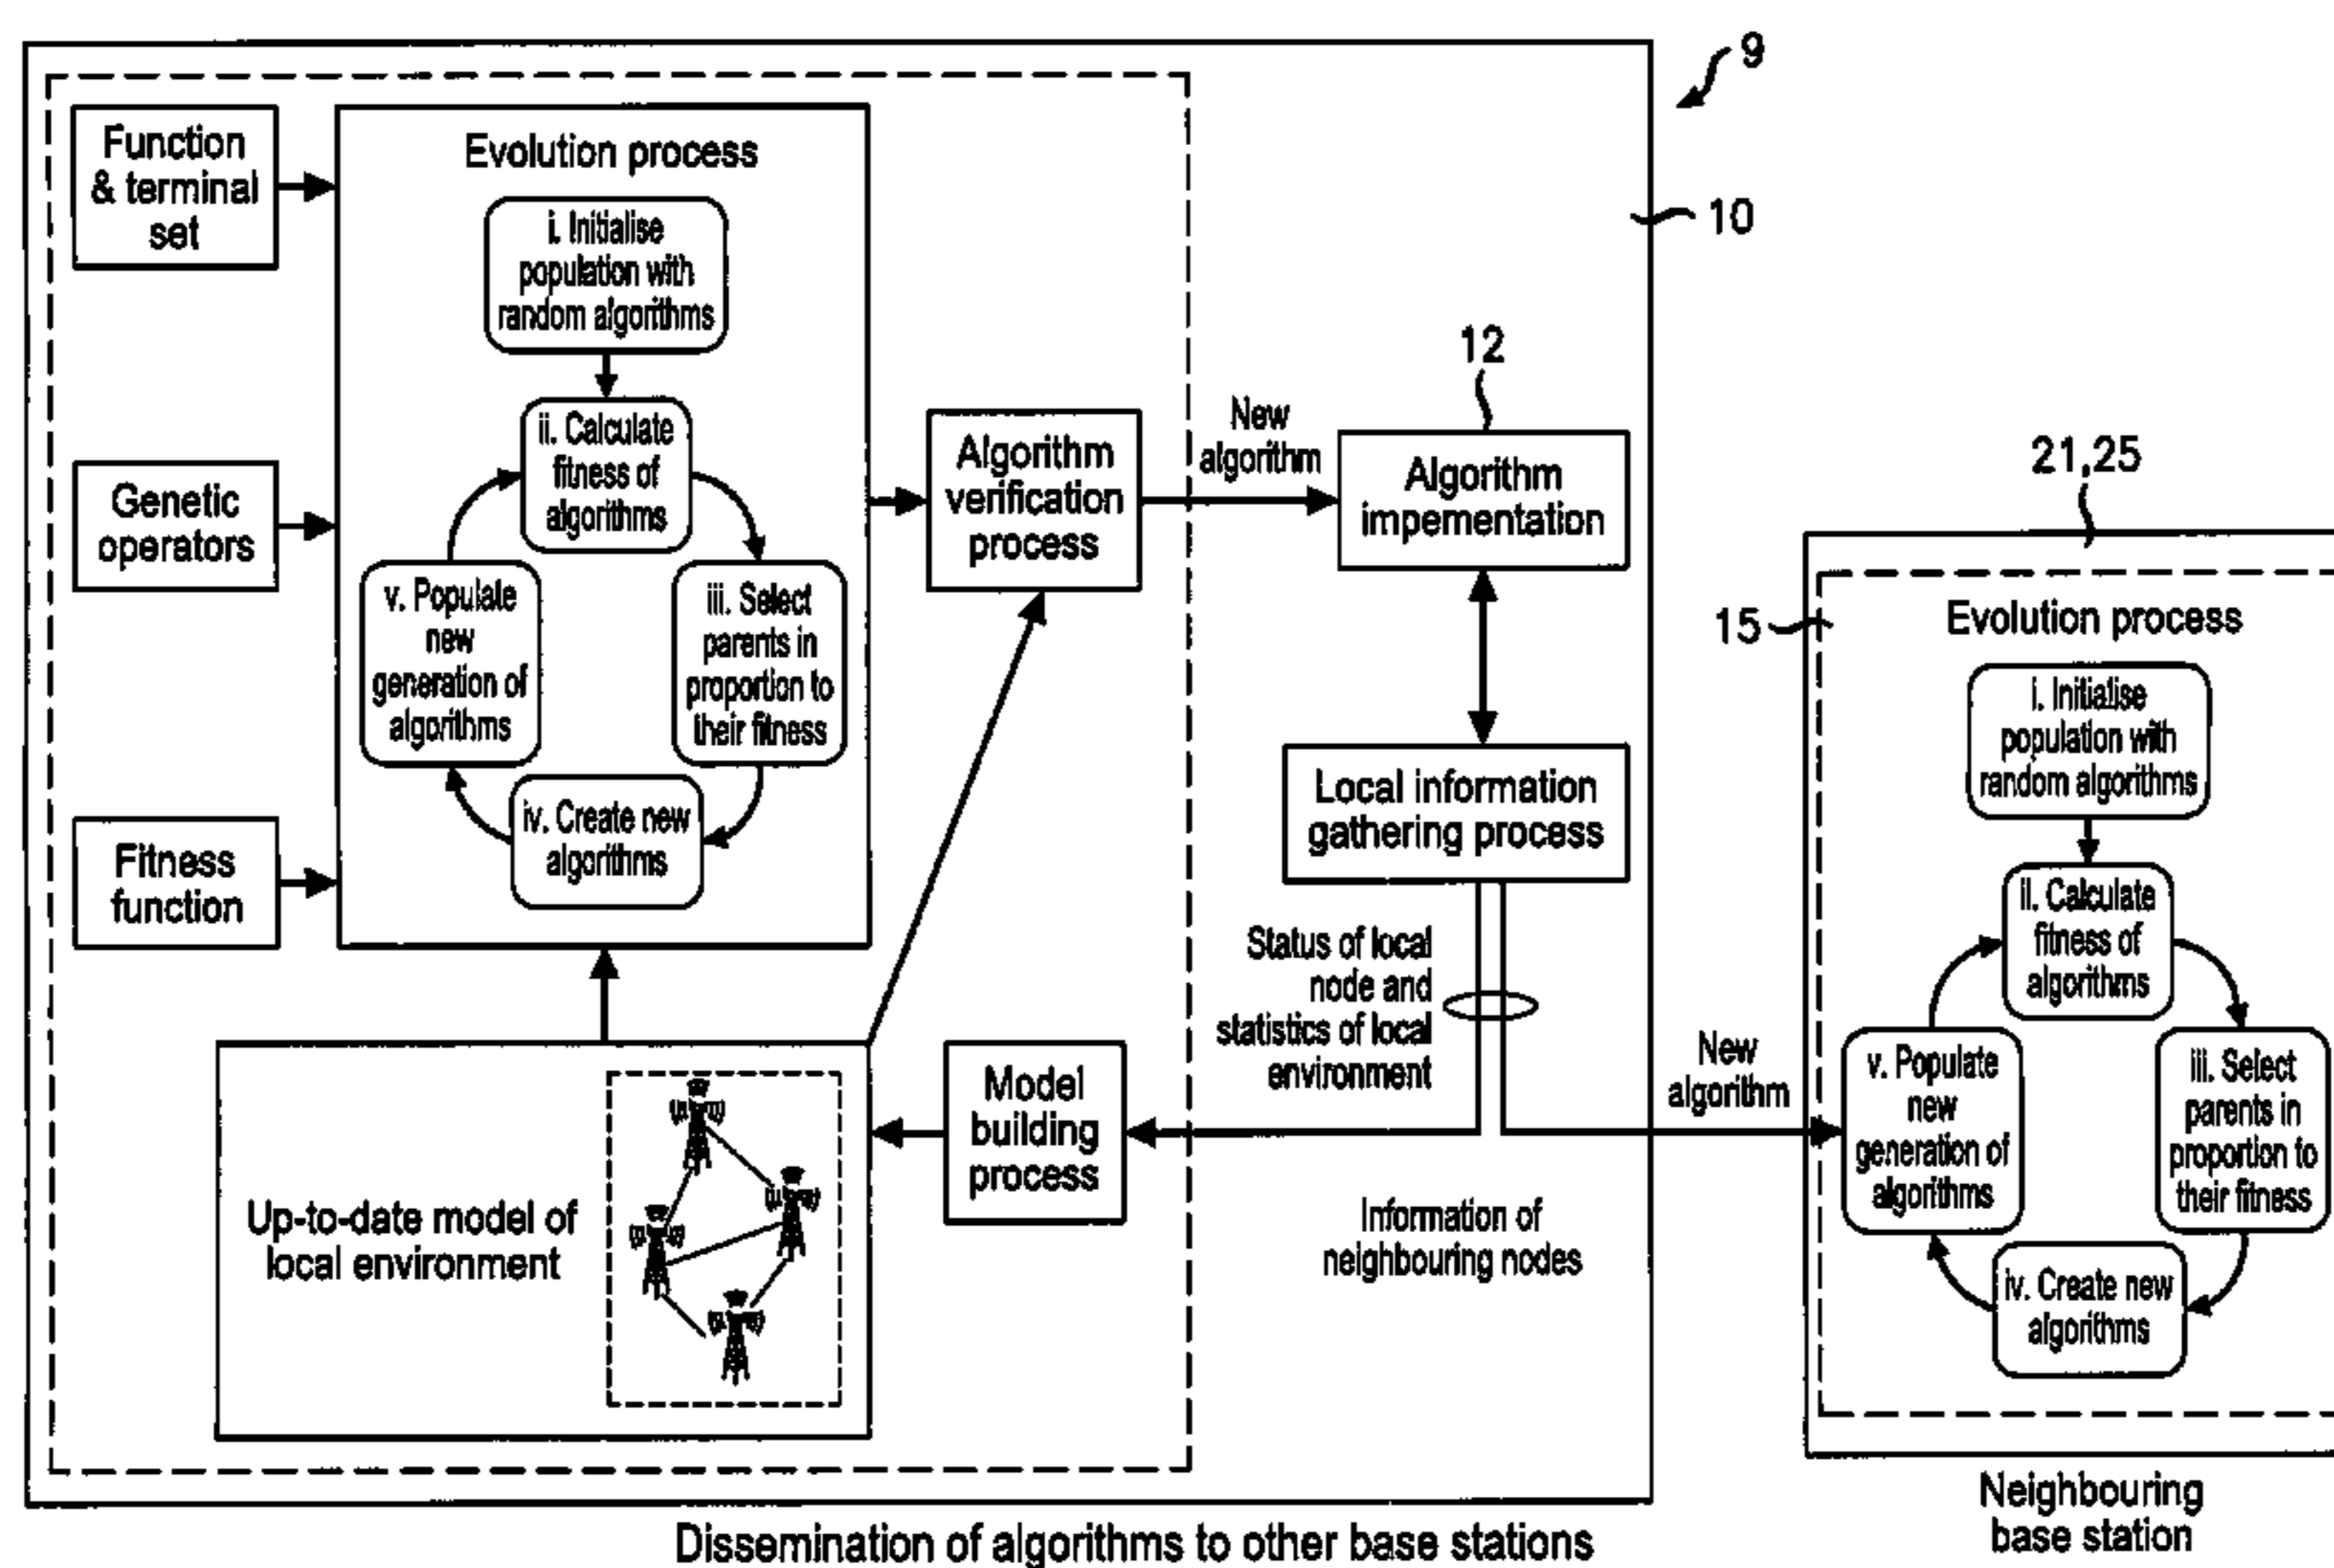 9
10
Function
& terminal
set
Evolution process
i. Initialise
population with
random algorithms
ii. Calculate
fitness of
algorithms
iii. Select
parents in
proportion to
their fitness
iv. Create new
algorithms
v. Populate
new
generation of
algorithms
Genetic
operators
Fitness
function
Algorithm
verification
process
New
algorithm
12
Algorithm
impementation
Local information
gathering process
Status of local
node and
statistics of local
environment
Model
building
process
Up-to-date model of
local environment
Information of
neighbouring nodes
New
algorithm
21,25
15
Evolution process
i. Initialise
population with
random algorithms
ii. Calculate
fitness of
algorithms
iii. Select
parents in
proportion to
their fitness
iv. Create new
algorithms
v. Populate
new
generation of
algorithms
Neighbouring
base station
Dissemination of algorithms to other base stations